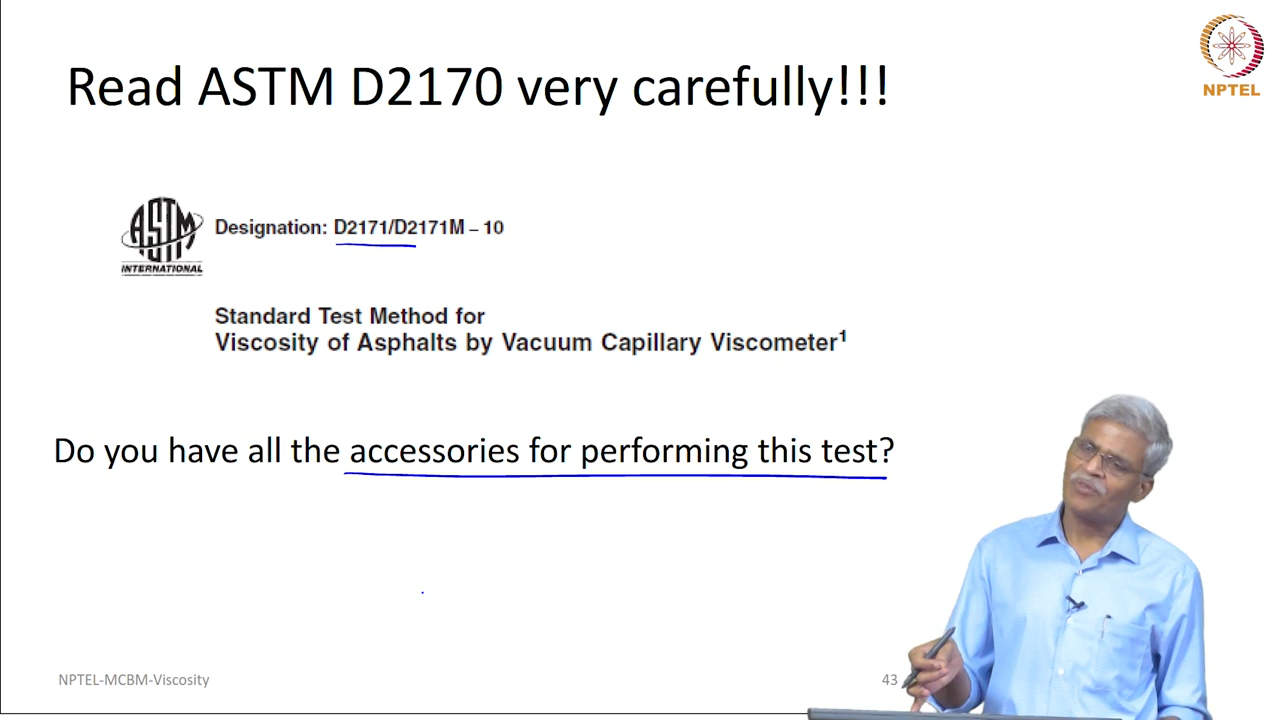 Read ASTM D2170 very carefully!!!
NPTEL
ASTM
INTERNATIONAL
Designation: D2171/D2171M – 10
Standard Test Method for
Viscosity of Asphalts by Vacuum Capillary Viscometer1
Do you have all the accessories for performing this test?
NPTEL-MCBM-Viscosity
43